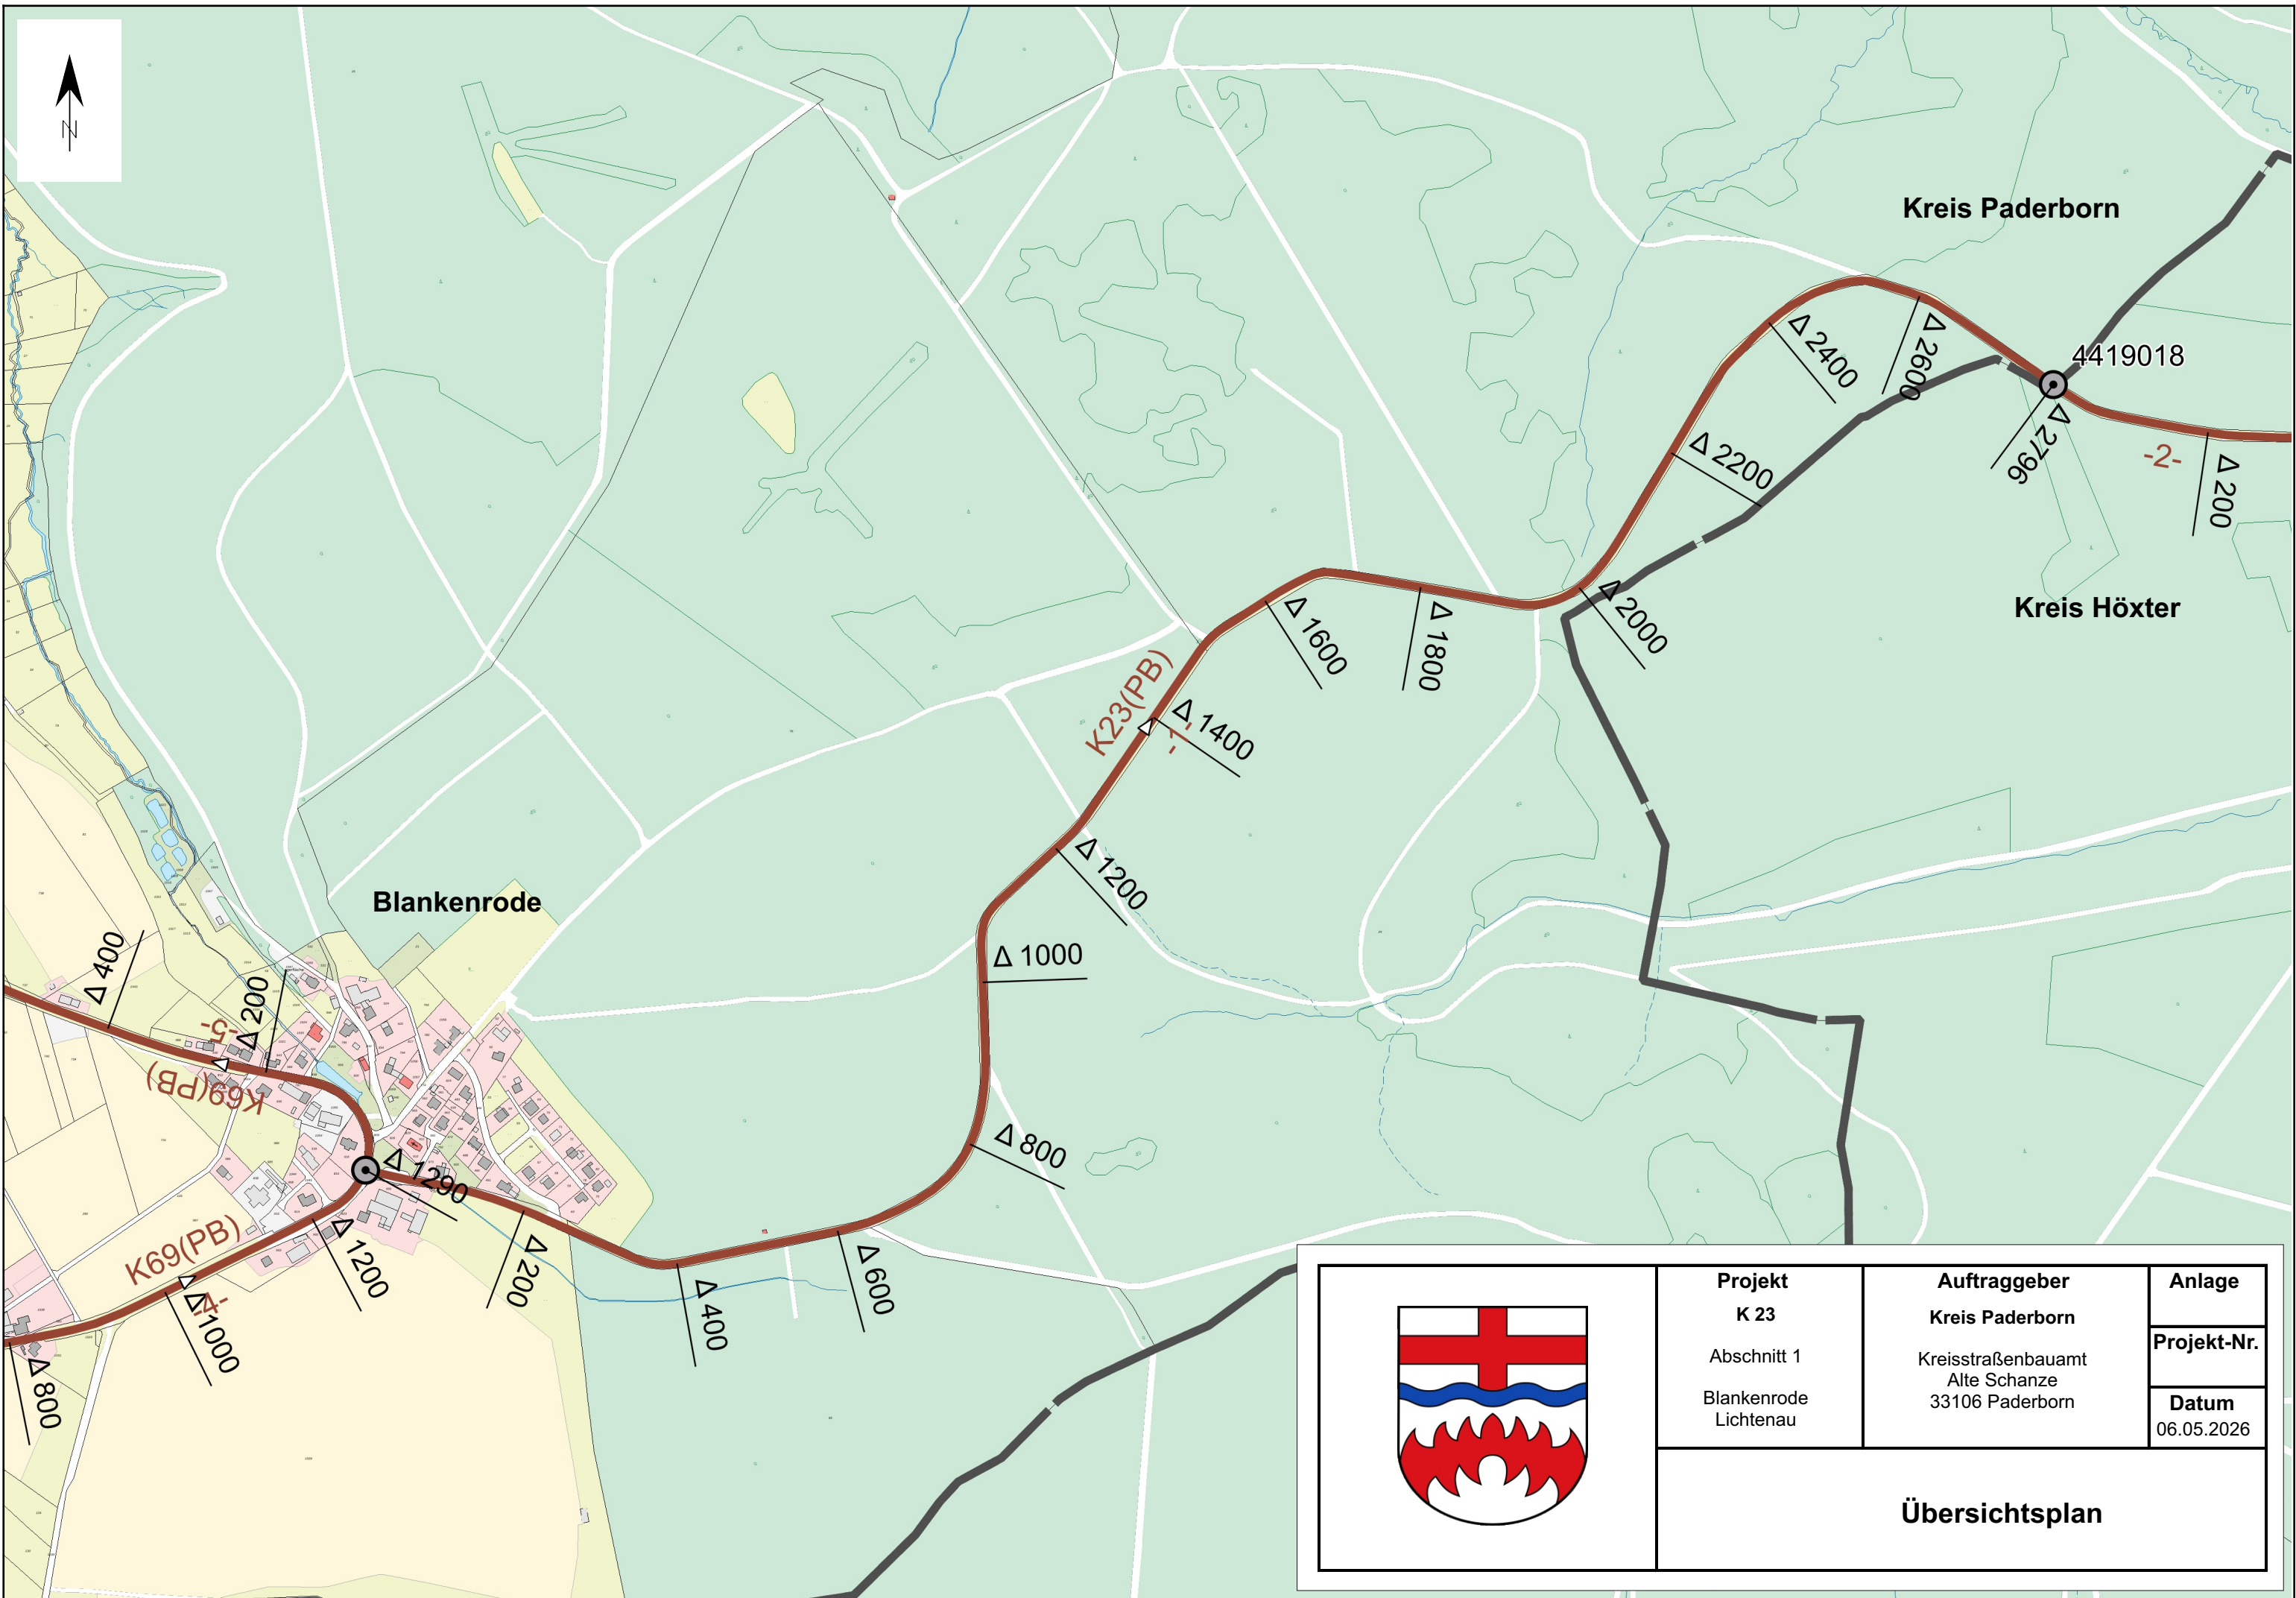 N
Kreis Paderborn
4419018
Δ 2400
Δ 2600
Δ 2796
-2-
Δ 200
Δ 2200
Kreis Höxter
Δ 2000
Δ 1800
Δ 1600
K23(PB)
Δ 1400
-1-
Δ 1200
Blankenrode
Δ 1000
Δ 400
Δ 200
-5-
K69(PB)
Δ 800
Δ 1290
K69(PB)
Δ 1200
Δ 200
Δ 600
Δ 400
-4-
Δ 1000
Δ 800
Projekt
K 23
Abschnitt 1
Blankenrode
Lichtenau
Auftraggeber
Kreis Paderborn
Kreisstraßenbauamt
Alte Schanze
33106 Paderborn
Anlage
Projekt-Nr.
Datum
06.05.2026
Übersichtsplan